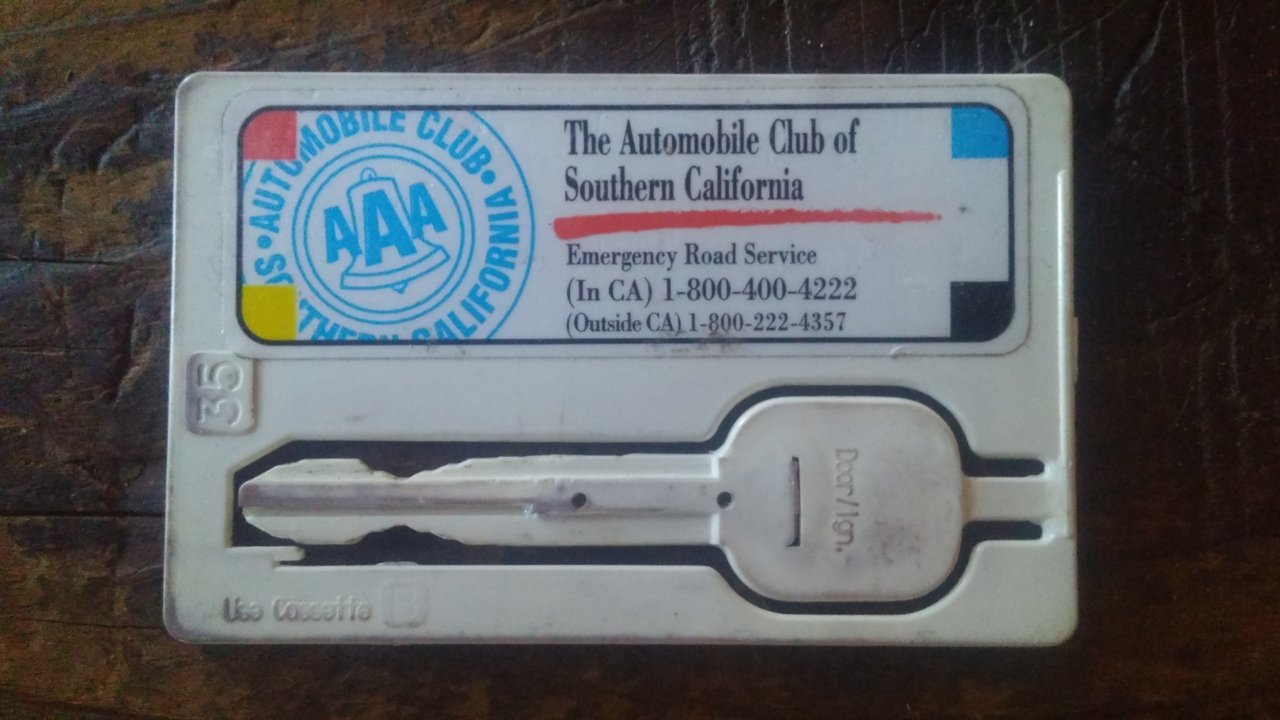 AUTOMOBILE CLUB
THERN CALIFORNIA
AAA
The Automobile Club of
Southern California
Emergency Road Service
(In CA) 1-800-400-4222
(Outside CA) 1-800-222-4357
35
Door/Ign.
Use Cassette B